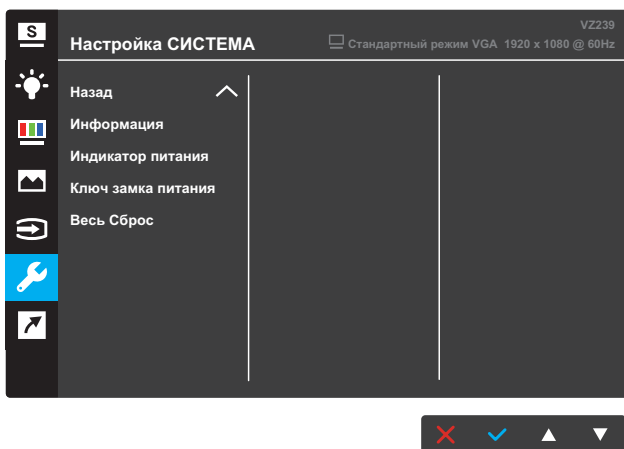 S
VZ239
Настройка СИСТЕМА
Стандартный режим VGA 1920 x 1080 @ 60Hz
Назад
Информация
Индикатор питания
Ключ замка питания
Весь Сброс